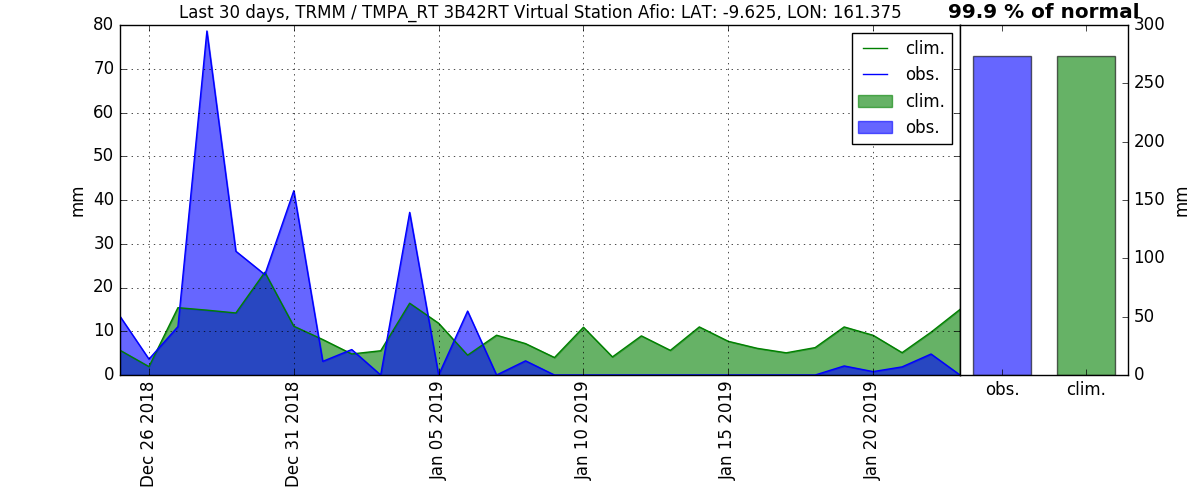 Last 30 days, TRMM / TMPA_RT 3B42RT Virtual Station Afio: LAT: -9.625, LON: 161.375
99.9 % of normal
80
70
60
50
40
30
20
10
0
mm
clim.
obs.
clim.
obs.
Dec 26 2018
Dec 31 2018
Jan 05 2019
Jan 10 2019
Jan 15 2019
Jan 20 2019
300
250
200
150
100
50
0
mm
obs.
clim.